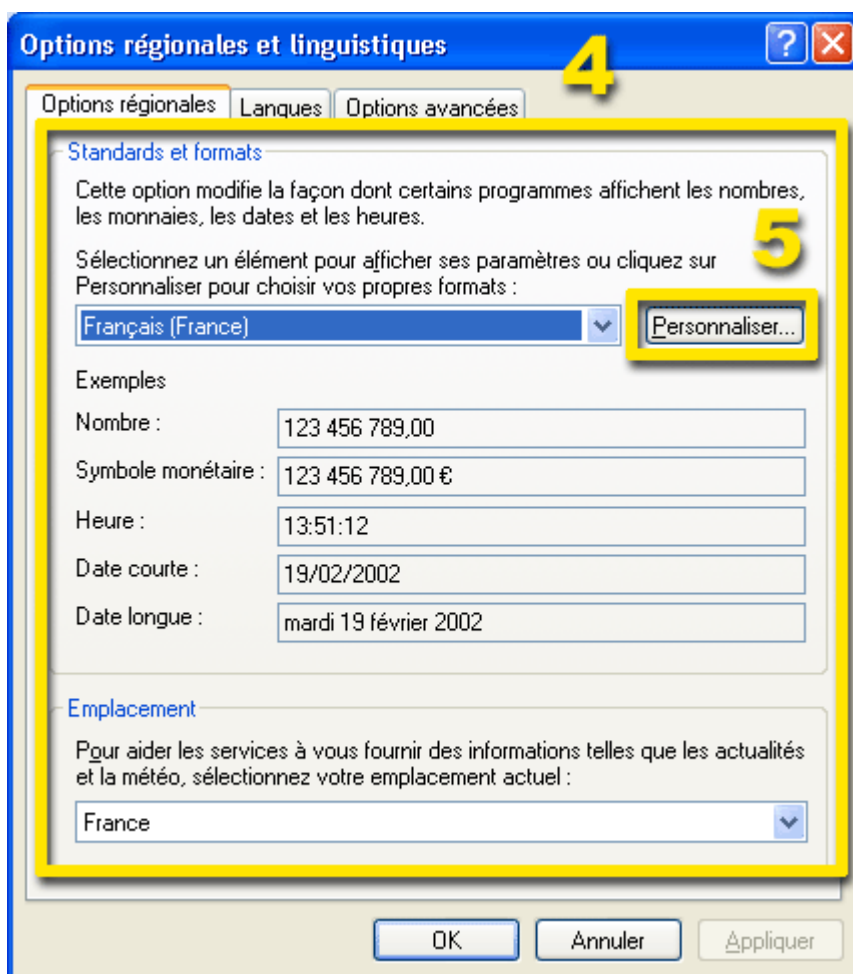 Options régionales et linguistiques
4
Options régionales Langues Options avancées
Standards et formats
Cette option modifie la façon dont certains programmes affichent les nombres,
les monnaies, les dates et les heures.
5
Sélectionnez un élément pour afficher ses paramètres ou cliquez sur
Personnaliser pour choisir vos propres formats :
Français (France) Personnaliser...
Exemples
Nombre : 123 456 789,00
Symbole monétaire : 123 456 789,00 €
Heure : 13:51:12
Date courte : 19/02/2002
Date longue : mardi 19 février 2002
Emplacement
Pour aider les services à vous fournir des informations telles que les actualités
et la météo, sélectionnez votre emplacement actuel :
France
OK Annuler Appliquer